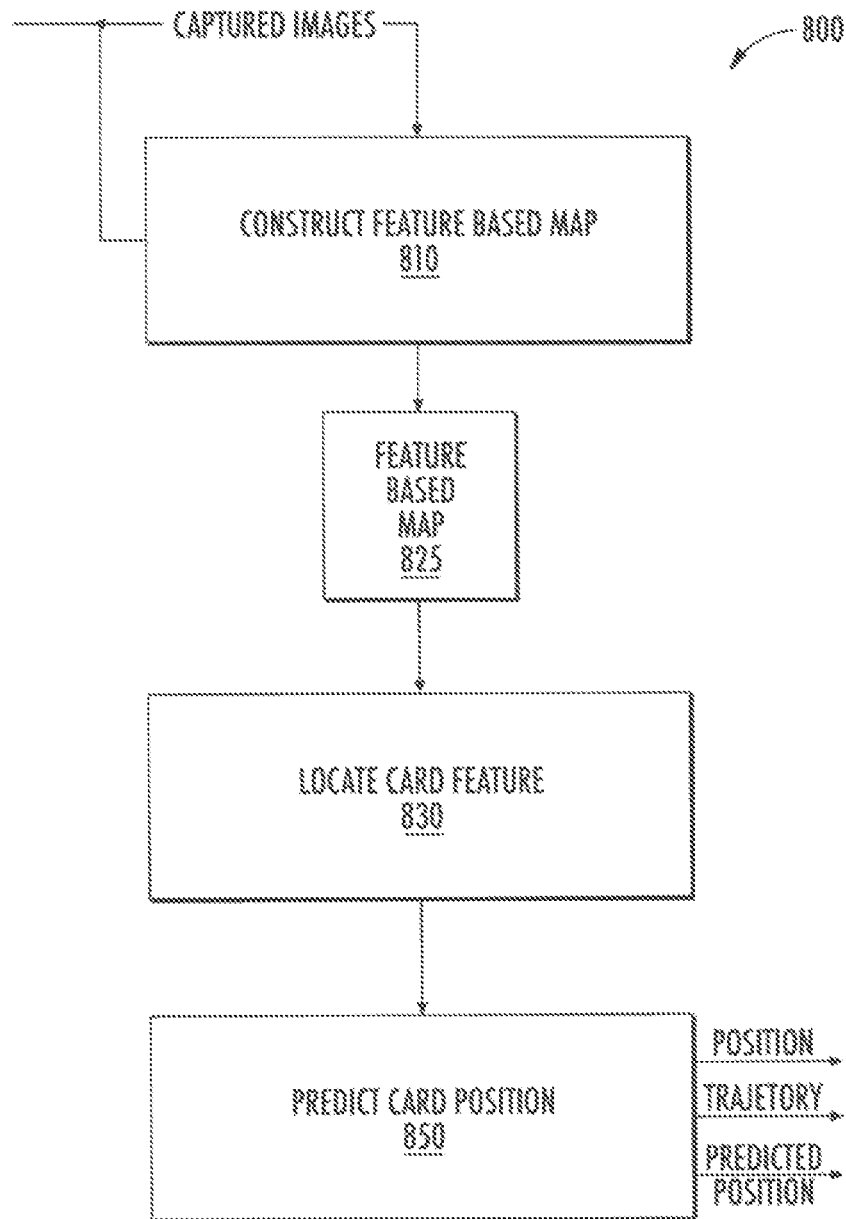 CAPTURED IMAGES
800
CONSTRUCT FEATURE BASED MAP
810
FEATURE
BASED
MAP
825
LOCATE CARD FEATURE
830
PREDICT CARD POSITION
850
POSITION
TRAJETORY
PREDICTED
POSITION